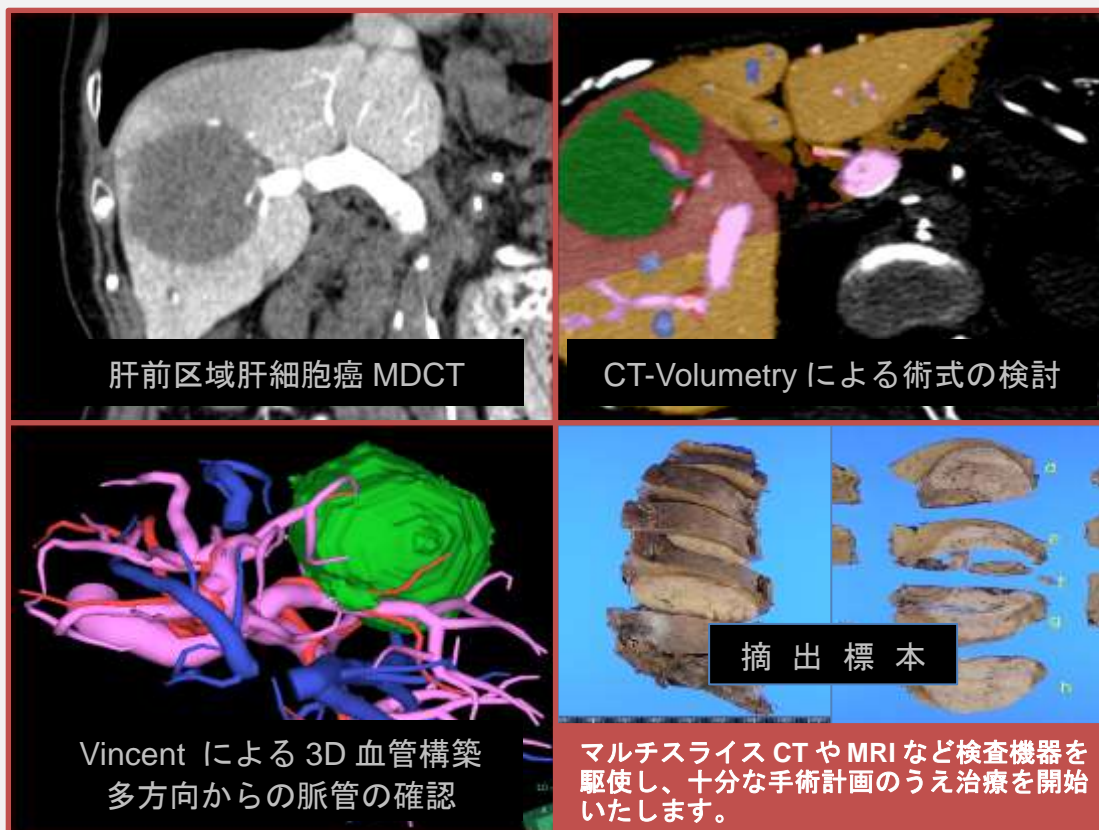 肝前区域肝細胞癌 MDCT
CT-Volumetry による術式の検討
Vincent による 3D 血管構築
多方向からの脈管の確認
摘 出 標 本
a
e
f
g
h
マルチスライス CT や MRI など検査機器を
駆使し、十分な手術計画のうえ治療を開始
いたします。